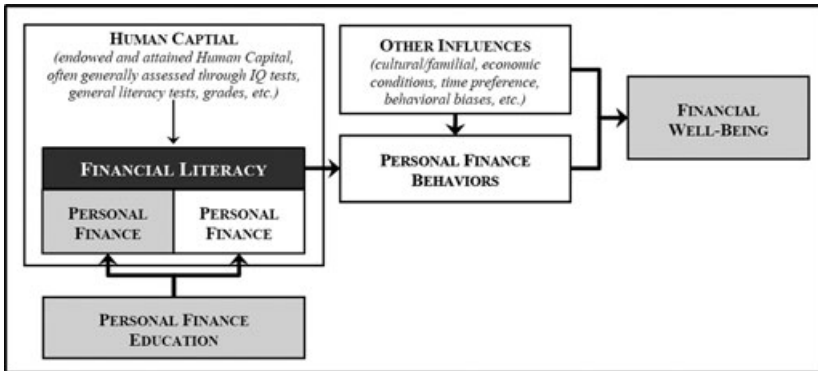 HUMAN CAPTIAL
(endowed and attained Human Capital,
often generally assessed through IQ tests,
general literacy tests, grades, etc.)
FINANCIAL LITERACY
PERSONAL
FINANCE
PERSONAL
FINANCE
PERSONAL FINANCE
EDUCATION
OTHER INFLUENCES
(cultural/familial, economic
conditions, time preference,
behavioral biases, etc.)
PERSONAL FINANCE
BEHAVIORS
FINANCIAL
WELL-BEING